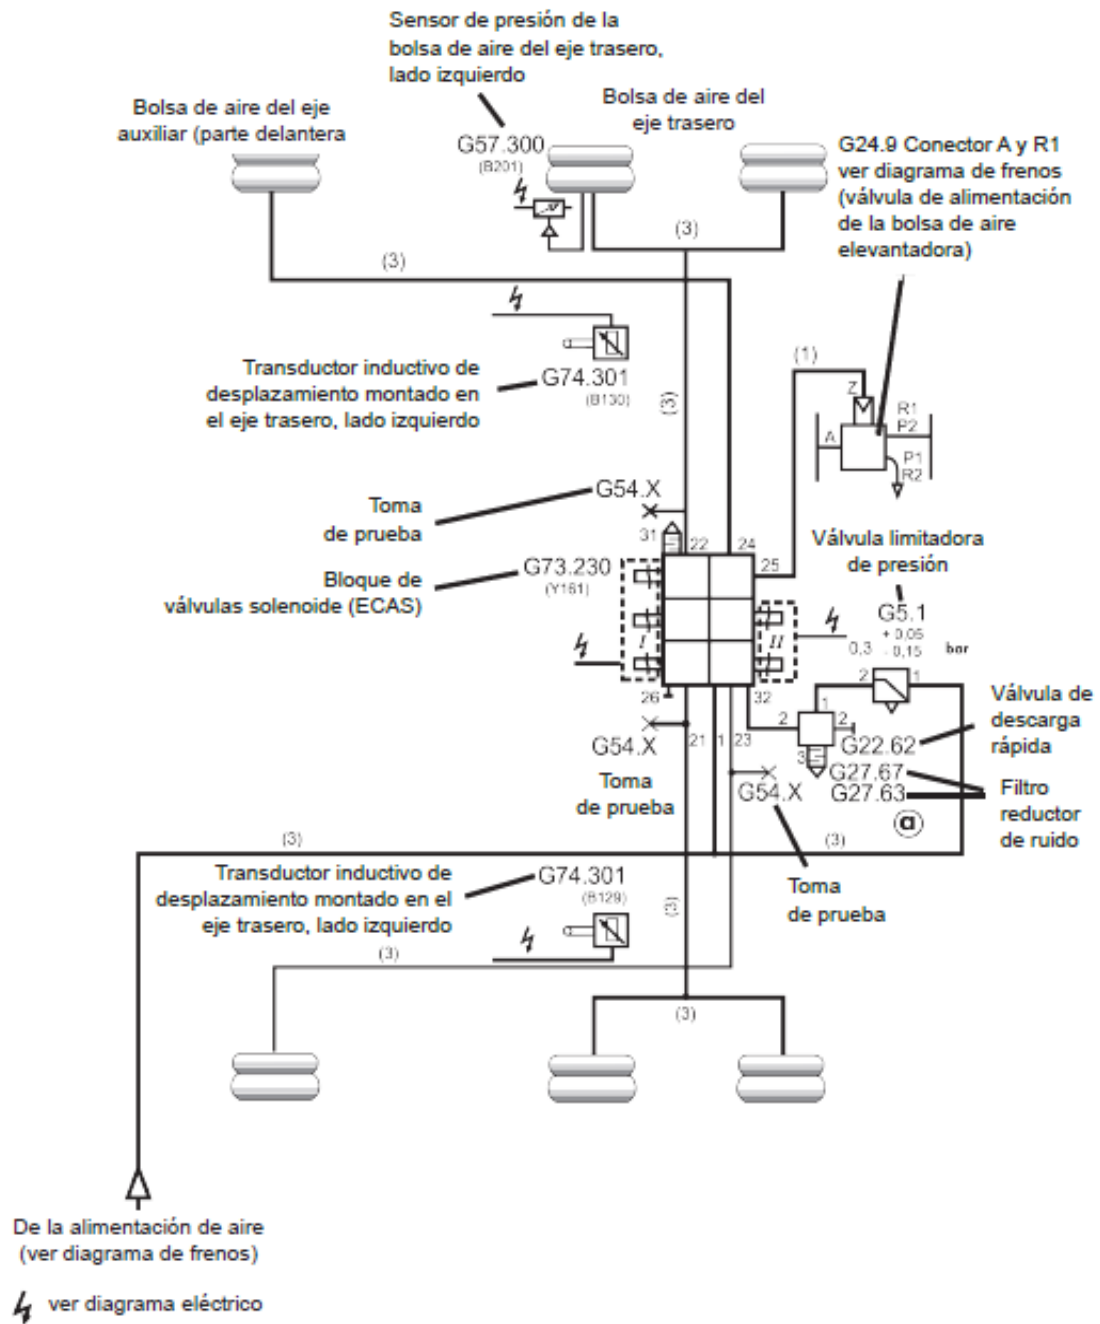 Sensor de presión de la
bolsa de aire del eje trasero,
lado izquierdo
Bolsa de aire del eje
auxiliar (parte delantera
Bolsa de aire del
eje trasero
G57.300
(B201)
G24.9 Conector A y R1
ver diagrama de frenos
(válvula de alimentación
de la bolsa de aire
elevantadora)
(3)
(3)
Transductor inductivo de
desplazamiento montado en
el eje trasero, lado izquierdo
G74.301
(B130)
(3)
(1)
Z
R1
P2
A
P1
R2
Toma
de prueba
G54.X
31
22
24
25
Válvula limitadora
de presión
Bloque de
válvulas solenoide (ECAS)
G73.230
(Y161)
I
II
G5.1
+ 0,05
0,3 - 0,15 bar
2
1
26
32
1
2
2
3
Válvula de
descarga
rápida
G54.X
21
1
23
G22.62
G27.67
G27.63
Filtro
reductor
de ruido
Toma
de prueba
G54.X
a
(3)
(3)
Transductor inductivo de
desplazamiento montado en el
eje trasero, lado izquierdo
G74.301
(B129)
Toma
de prueba
(3)
(3)
(3)
De la alimentación de aire
(ver diagrama de frenos)
ver diagrama eléctrico